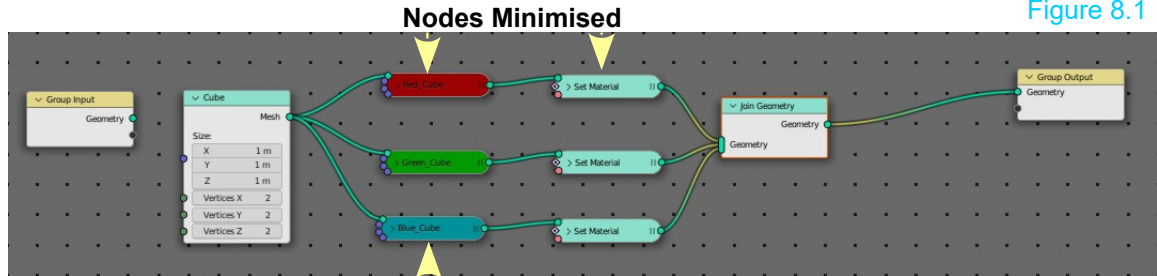 Figure 8.1
Nodes Minimised
Group Input
Geometry
Cube
Mesh
Size:
X 1 m
Y 1 m
Z 1 m
Vertices X 2
Vertices Y 2
Vertices Z 2
Red_Cube
Set Material
Green_Cube
Set Material
Blue_Cube
Set Material
Join Geometry
Geometry
Geometry
Group Output
Geometry